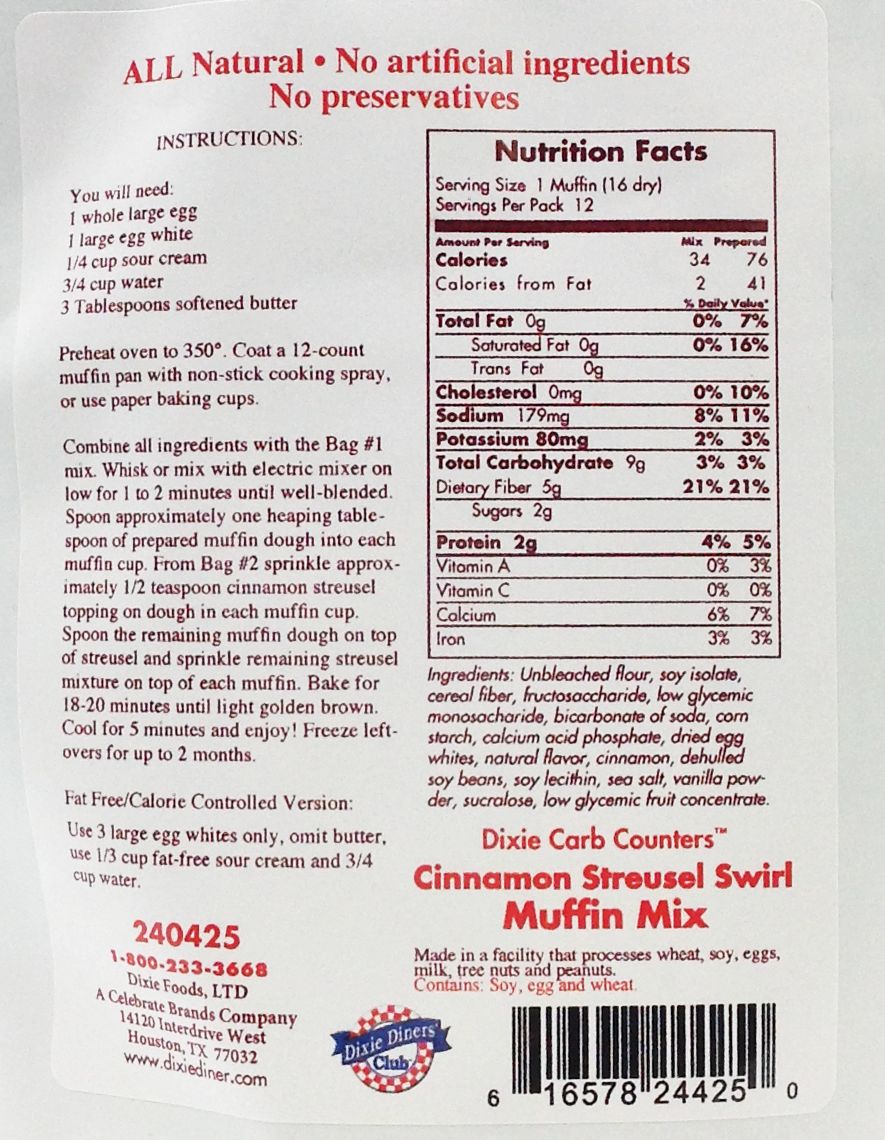 ALL Natural • No artificial ingredients
No preservatives
INSTRUCTIONS:
You will need:
1 whole large egg
1 large egg white
1/4 cup sour cream
3/4 cup water
3 Tablespoons softened butter
Preheat oven to 350°. Coat a 12-count
muffin pan with non-stick cooking spray,
or use paper baking cups.
Combine all ingredients with the Bag #1
mix. Whisk or mix with electric mixer on
low for 1 to 2 minutes until well-blended.
Spoon approximately one heaping table-
spoon of prepared muffin dough into each
muffin cup. From Bag #2 sprinkle approx-
imately 1/2 teaspoon cinnamon streusel
topping on dough in each muffin cup.
Spoon the remaining muffin dough on top
of streusel and sprinkle remaining streusel
mixture on top of each muffin. Bake for
18-20 minutes until light golden brown.
Cool for 5 minutes and enjoy! Freeze left-
overs for up to 2 months.
Fat Free/Calorie Controlled Version:
Use 3 large egg whites only, omit butter,
use 1/3 cup fat-free sour cream and 3/4
cup water.
240425
1-800-233-3668
Dixie Foods, LTD
A Celebrate Brands Company
14120 Interdrive West
Houston, TX 77032
www.dixiediner.com
Dixie Diners'
Club
Nutrition Facts
Serving Size 1 Muffin (16 dry)
Servings Per Pack 12
Amount Per Serving Mix Prepared
Calories 34 76
Calories from Fat 2 41
% Daily Value*
Total Fat 0g 0% 7%
Saturated Fat 0g 0% 16%
Trans Fat 0g
Cholesterol 0mg 0% 10%
Sodium 179mg 8% 11%
Potassium 80mg 2% 3%
Total Carbohydrate 9g 3% 3%
Dietary Fiber 5g 21% 21%
Sugars 2g
Protein 2g 4% 5%
Vitamin A 0% 3%
Vitamin C 0% 0%
Calcium 6% 7%
Iron 3% 3%
Ingredients: Unbleached flour, soy isolate,
cereal fiber, fructosaccharide, low glycemic
monosacharide, bicarbonate of soda, corn
starch, calcium acid phosphate, dried egg
whites, natural flavor, cinnamon, dehulled
soy beans, soy lecithin, sea salt, vanilla pow-
der, sucralose, low glycemic fruit concentrate.
Dixie Carb Counters™
Cinnamon Streusel Swirl
Muffin Mix
Made in a facility that processes wheat, soy, eggs,
milk, tree nuts and peanuts.
Contains: Soy, egg and wheat.
6 16578 24425 0